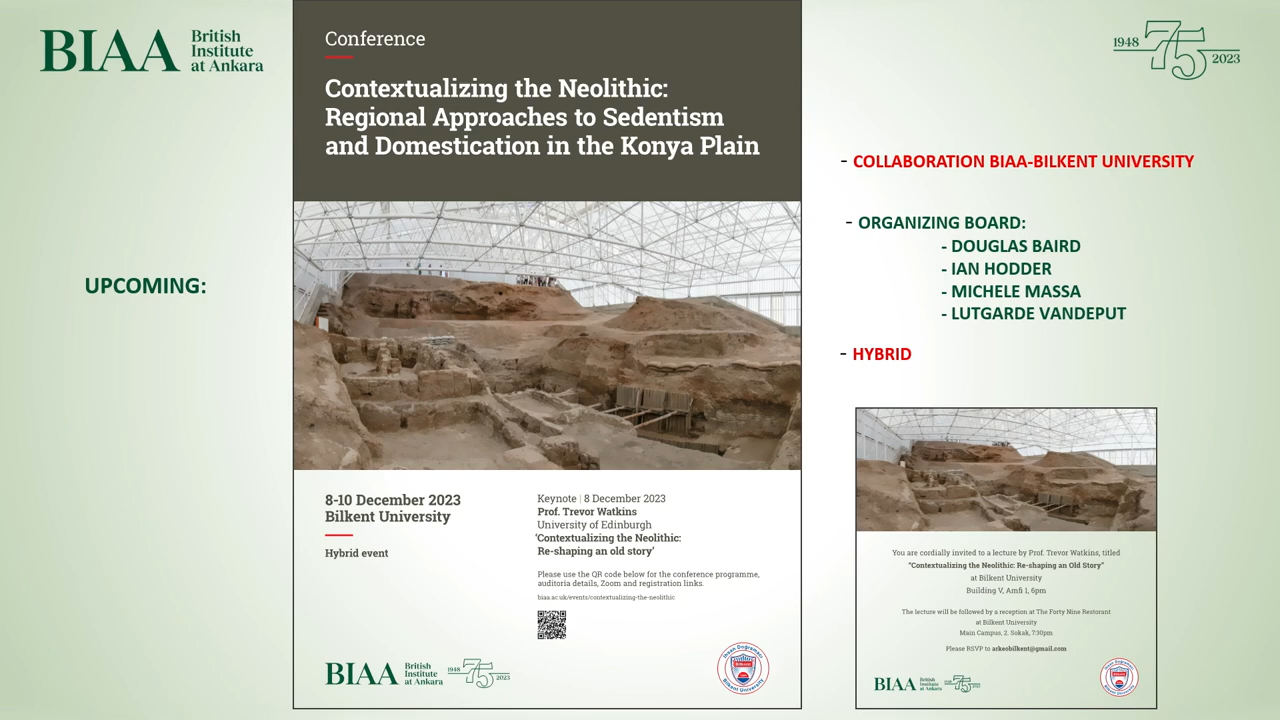 BIAA British
Institute
at Ankara
1948 75 2023
UPCOMING:
Conference
Contextualizing the Neolithic:
Regional Approaches to Sedentism
and Domestication in the Konya Plain
8-10 December 2023
Bilkent University
Hybrid event
Keynote | 8 December 2023
Prof. Trevor Watkins
University of Edinburgh
‘Contextualizing the Neolithic:
Re-shaping an old story’
Please use the QR code below for the conference programme,
auditoria details, Zoom and registration links.
biaa.ac.uk/events/contextualizing-the-neolithic
BIAA British
Institute
at Ankara
1948 75 2023
İhsan Doğramacı
Bilkent University
- COLLABORATION BIAA-BILKENT UNIVERSITY
- ORGANIZING BOARD:
- DOUGLAS BAIRD
- IAN HODDER
- MICHELE MASSA
- LUTGARDE VANDEPUT
- HYBRID
You are cordially invited to a lecture by Prof. Trevor Watkins, titled
"Contextualizing the Neolithic: Re-shaping an Old Story"
at Bilkent University
Building V, Amfi 1, 6pm
The lecture will be followed by a reception at The Forty Nine Restorant
at Bilkent University
Main Campus, 2. Sokak, 7:30pm
Please RSVP to arkeobilkent@gmail.com
BIAA British
Institute
at Ankara
75